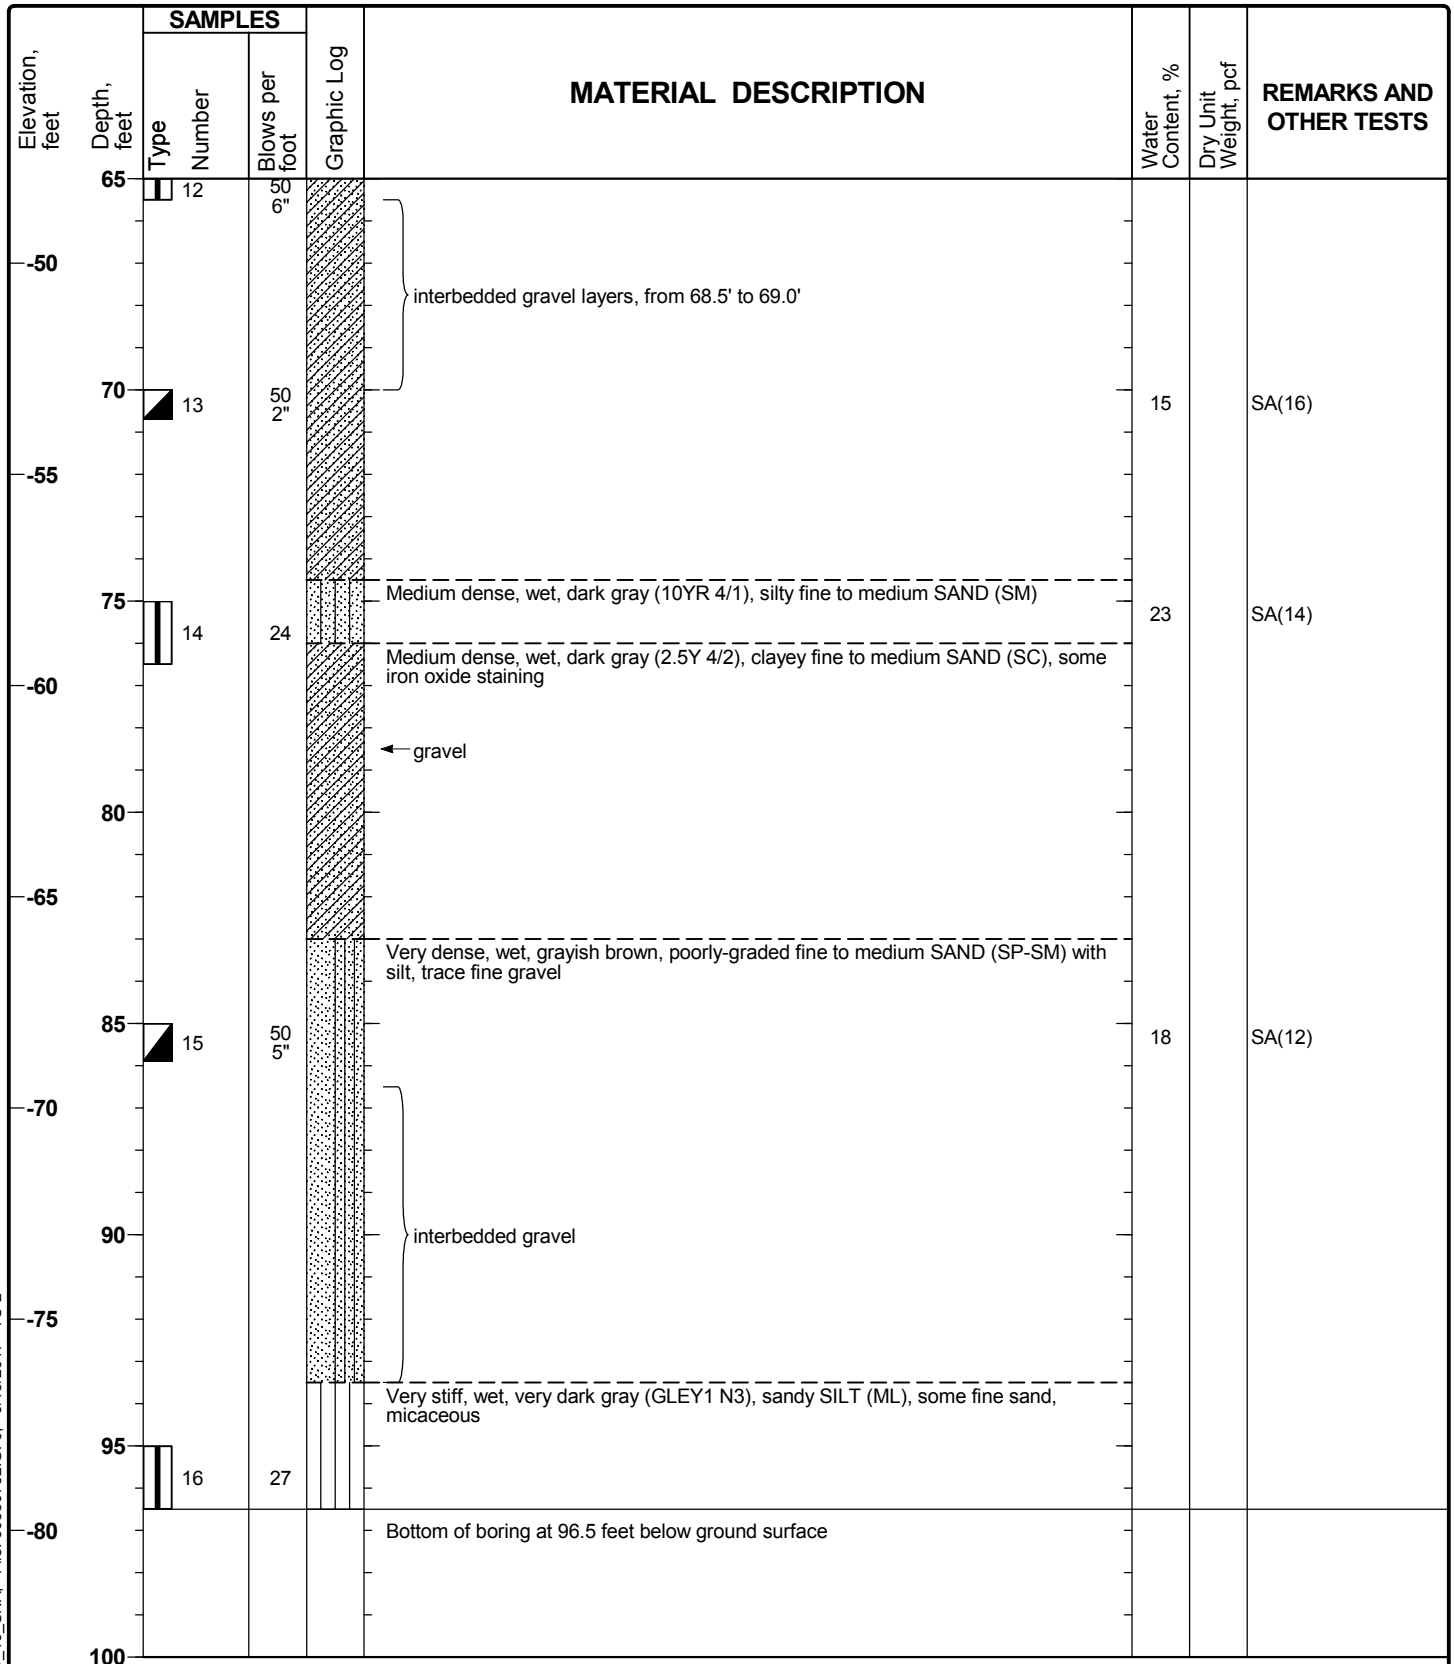 SAMPLES
Elevation,
feet
Depth,
feet
Type
Number
Blows per
foot
Graphic Log
MATERIAL DESCRIPTION
Water
Content, %
Dry Unit
Weight, pcf
REMARKS AND
OTHER TESTS
65
12
50
6"
-50
interbedded gravel layers, from 68.5' to 69.0'
70
13
50
2"
15
SA(16)
-55
Medium dense, wet, dark gray (10YR 4/1), silty fine to medium SAND (SM)
75
14
24
23
SA(14)
Medium dense, wet, dark gray (2.5Y 4/2), clayey fine to medium SAND (SC), some
iron oxide staining
-60
gravel
80
-65
Very dense, wet, grayish brown, poorly-graded fine to medium SAND (SP-SM) with
silt, trace fine gravel
85
15
50
5"
18
SA(12)
-70
90
interbedded gravel
-75
Very stiff, wet, very dark gray (GLEY1 N3), sandy SILT (ML), some fine sand,
micaceous
95
16
27
-80
Bottom of boring at 96.5 feet below ground surface
100